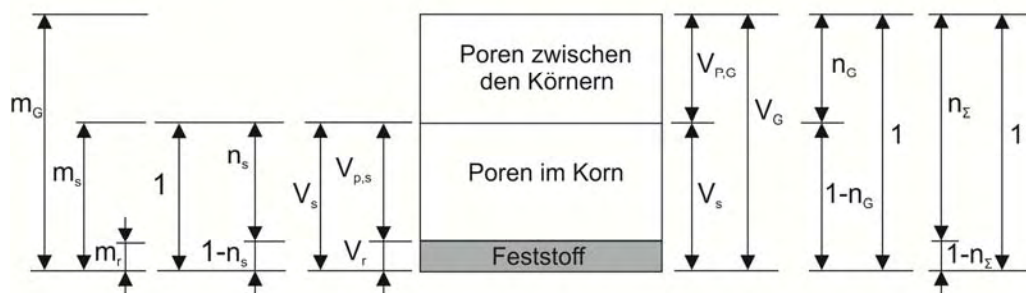 Poren zwischen
den Körnern
Poren im Korn
Feststoff
m_G
m_s
m_r
1
n_s
1-n_s
V_s
V_p,s
V_r
V_P,G
V_s
V_G
n_G
1-n_G
1
n_Σ
1-n_Σ
1